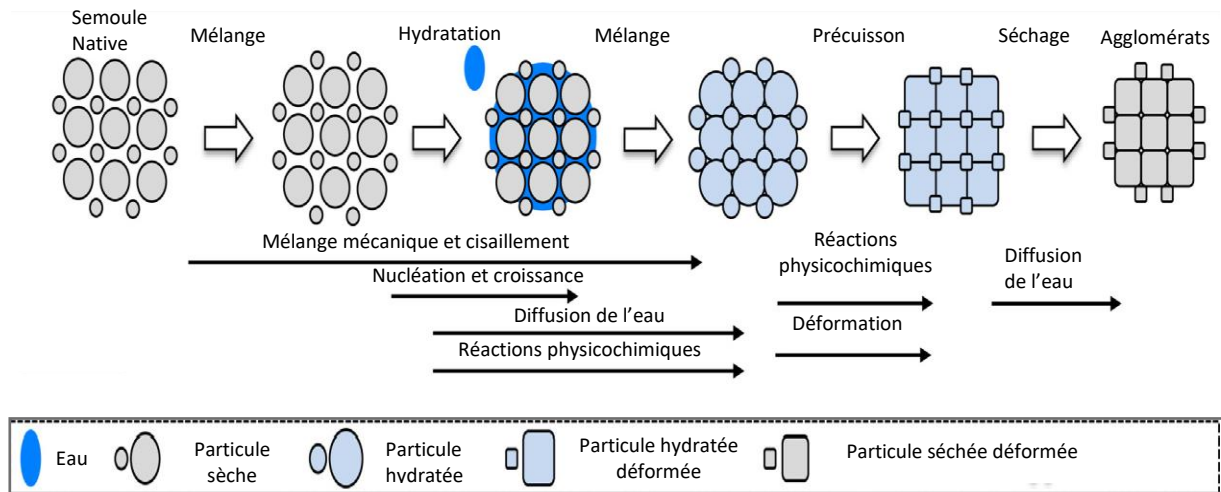 Semoule
Native
Mélange
Hydratation
Mélange
Précuisson
Séchage
Agglomérats
Mélange mécanique et cisaillement
Nucléation et croissance
Diffusion de l'eau
Réactions physicochimiques
Réactions
physicochimiques
Déformation
Diffusion
de l'eau
Eau
Particule
sèche
Particule
hydratée
Particule hydratée
déformée
Particule séchée déformée